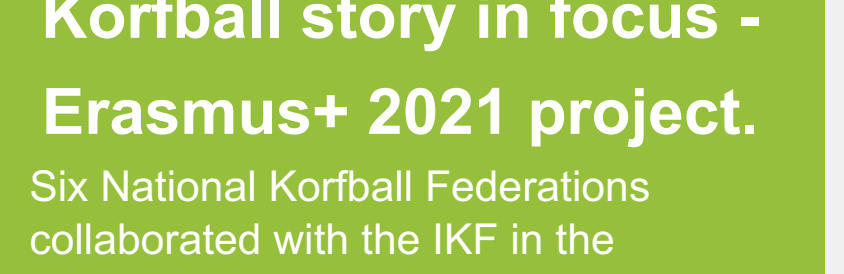 Korfball story in focus -
Erasmus+ 2021 project.
Six National Korfball Federations
collaborated with the IKF in the